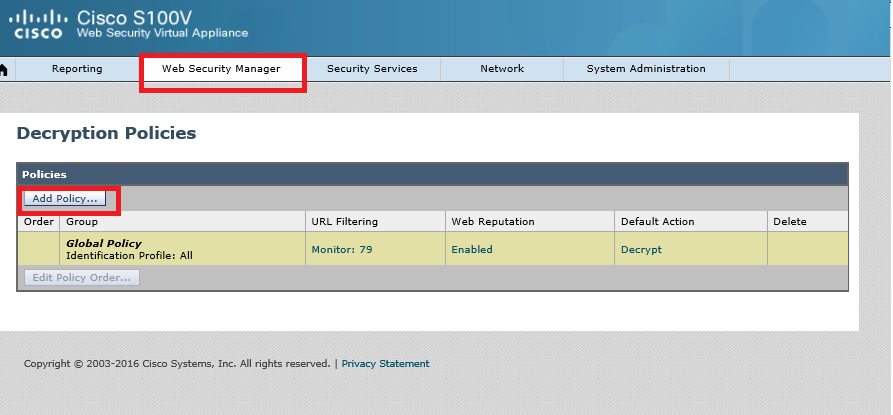 Cisco S100V
CISCO Web Security Virtual Appliance
Reporting Web Security Manager Security Services Network System Administration
Decryption Policies
Policies
Add Policy...
Order Group URL Filtering Web Reputation Default Action Delete
Global Policy
Identification Profile: All Monitor: 79 Enabled Decrypt
Edit Policy Order...
Copyright © 2003-2016 Cisco Systems, Inc. All rights reserved. | Privacy Statement